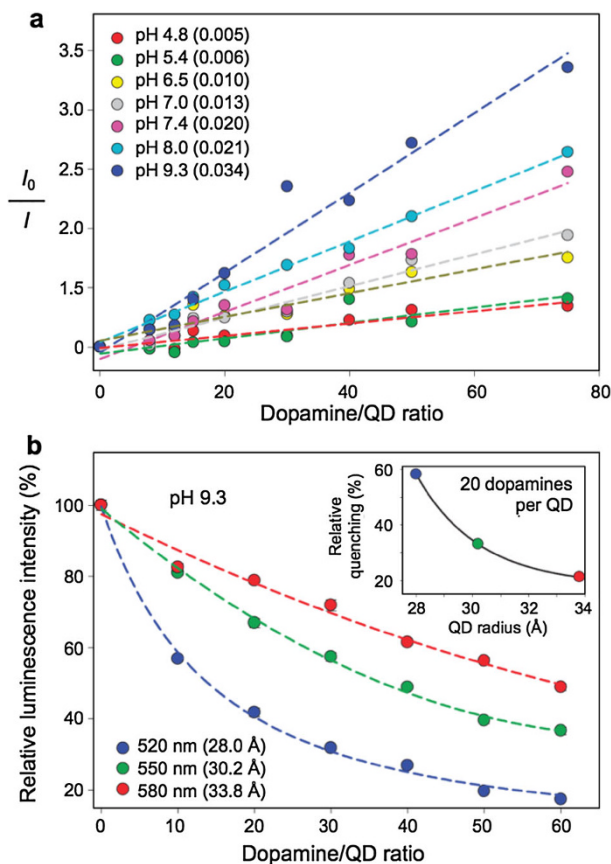 a
3.5
2.5
2.0
1.5
0
I0
I
pH 4.8 (0.005)
pH 5.4 (0.006)
pH 6.5 (0.010)
pH 7.0 (0.013)
pH 7.4 (0.020)
pH 8.0 (0.021)
pH 9.3 (0.034)
0 20 40 60 80
Dopamine/QD ratio
b
Relative luminescence intensity (%)
100
80
60
40
20
pH 9.3
520 nm (28.0 Å)
550 nm (30.2 Å)
580 nm (33.8 Å)
Relative
quenching (%)
60
40
20
20 dopamines
per QD
28 30 32 34
QD radius (Å)
0 10 20 30 40 50 60
Dopamine/QD ratio